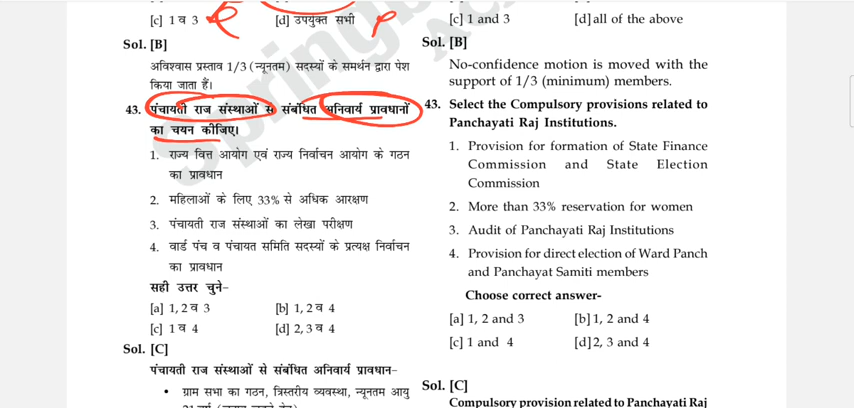 [c] 1 व 3 [d] उपर्युक्त सभी
Sol. [B]
अविश्वास प्रस्ताव 1/3 (न्यूनतम) सदस्यों के समर्थन द्वारा पेश
किया जाता हैं।
43. पंचायती राज संस्थाओं से संबंधित अनिवार्य प्रावधानों
का चयन कीजिए।
1. राज्य वित्त आयोग एवं राज्य निर्वाचन आयोग के गठन
का प्रावधान
2. महिलाओं के लिए 33% से अधिक आरक्षण
3. पंचायती राज संस्थाओं का लेखा परीक्षण
4. वार्ड पंच व पंचायत समिति सदस्यों के प्रत्यक्ष निर्वाचन
का प्रावधान
सही उत्तर चुने–
[a] 1, 2 व 3 [b] 1, 2 व 4
[c] 1 व 4 [d] 2, 3 व 4
Sol. [C]
पंचायती राज संस्थाओं से संबंधित अनिवार्य प्रावधान–
• ग्राम सभा का गठन, त्रिस्तरीय व्यवस्था, न्यूनतम आयु
[c] 1 and 3 [d] all of the above
Sol. [B]
No-confidence motion is moved with the
support of 1/3 (minimum) members.
43. Select the Compulsory provisions related to
Panchayati Raj Institutions.
1. Provision for formation of State Finance
Commission and State Election
Commission
2. More than 33% reservation for women
3. Audit of Panchayati Raj Institutions
4. Provision for direct election of Ward Panch
and Panchayat Samiti members
Choose correct answer-
[a] 1, 2 and 3 [b] 1, 2 and 4
[c] 1 and 4 [d] 2, 3 and 4
Sol. [C]
Compulsory provision related to Panchayati Raj